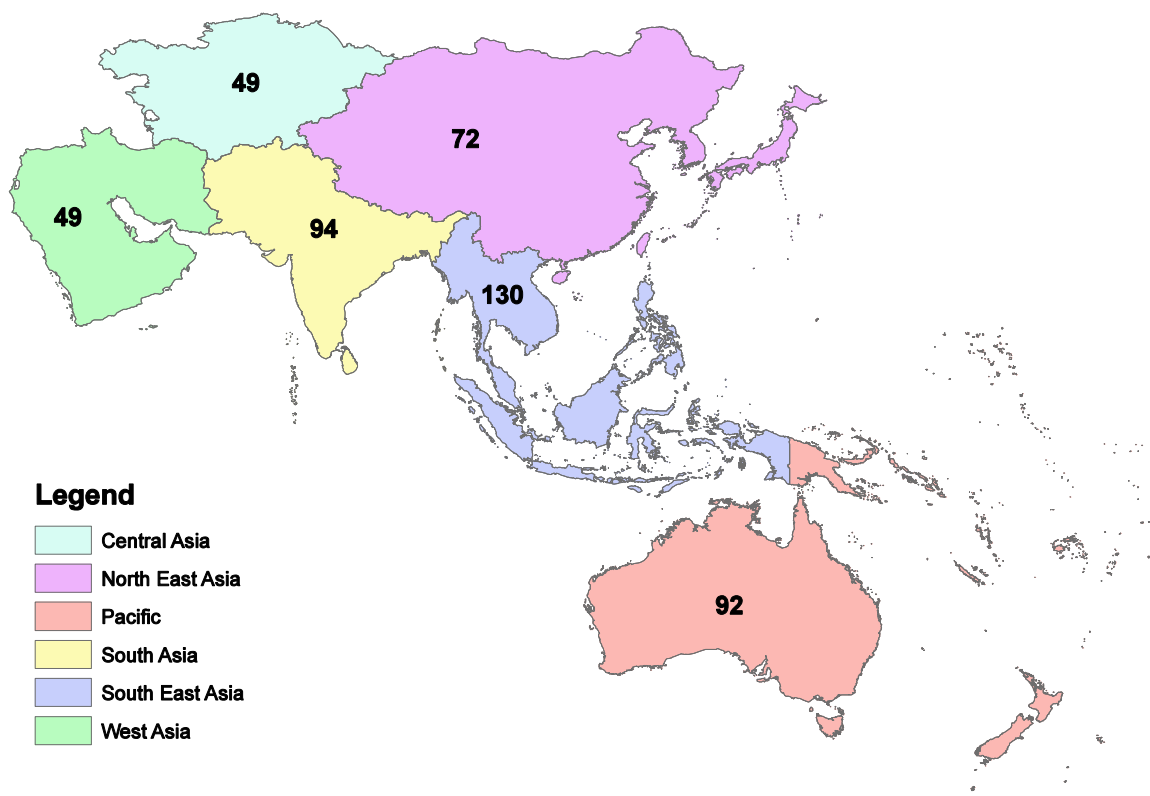 49
72
49
94
130
92
Legend
Central Asia
North East Asia
Pacific
South Asia
South East Asia
West Asia